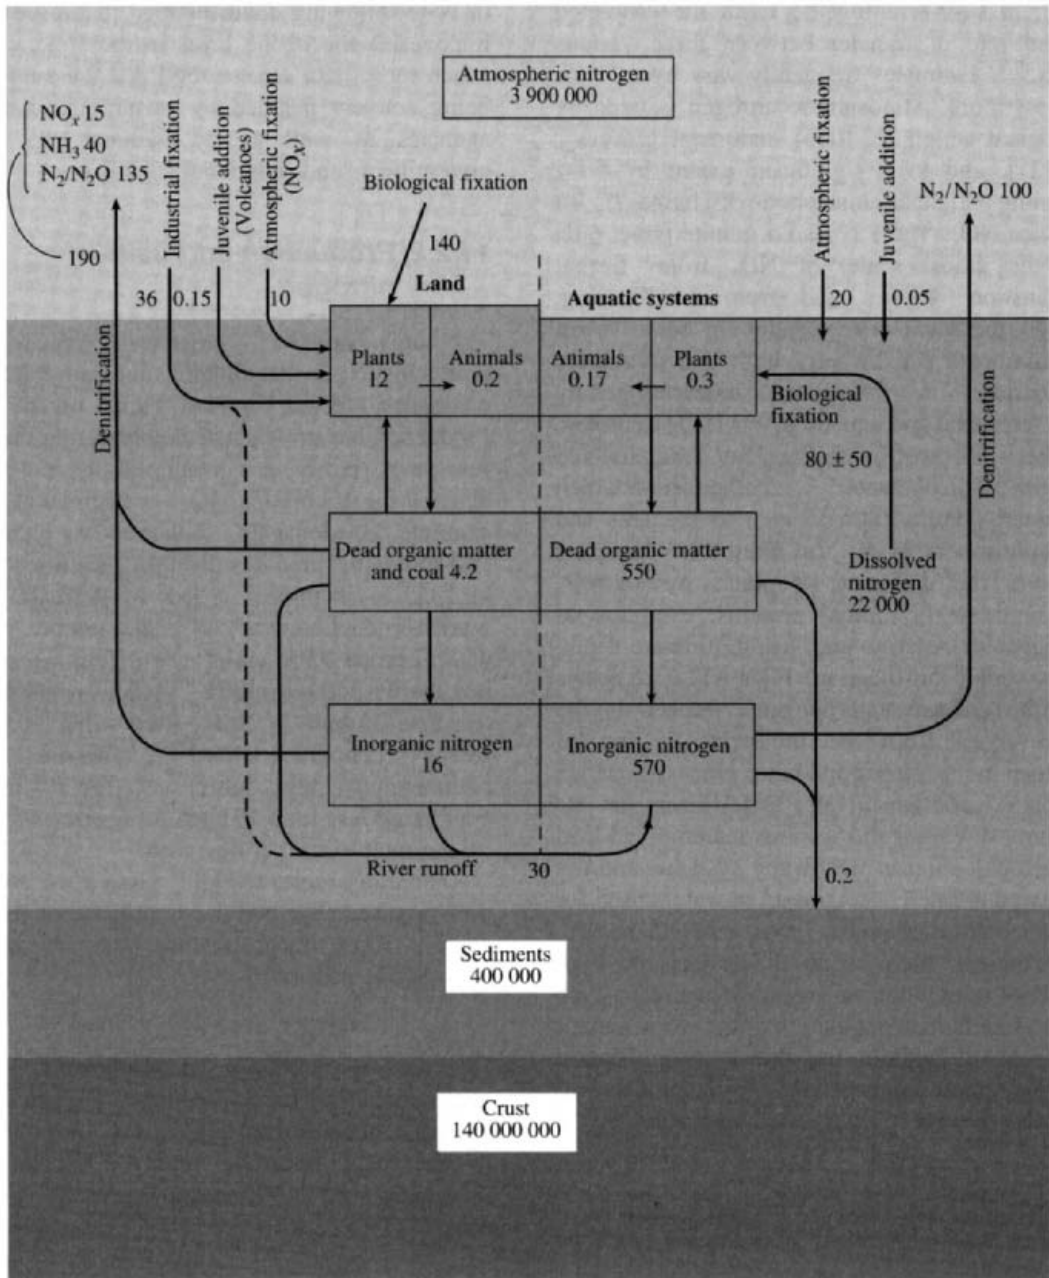 Atmospheric nitrogen
3 900 000
NOx 15
NH3 40
N2/N2O 135
190
Denitrification
Industrial fixation
Juvenile addition
(Volcanoes)
Atmospheric fixation
(NOx)
36
0.15
10
Biological fixation
140
Land
Aquatic systems
Atmospheric fixation
Juvenile addition
20
0.05
N2/N2O 100
Denitrification
Plants
12
Animals
0.2
Animals
0.17
Plants
0.3
Biological
fixation
80 ± 50
Dissolved
nitrogen
22 000
Dead organic matter
and coal 4.2
Dead organic matter
550
Inorganic nitrogen
16
Inorganic nitrogen
570
River runoff
30
0.2
Sediments
400 000
Crust
140 000 000